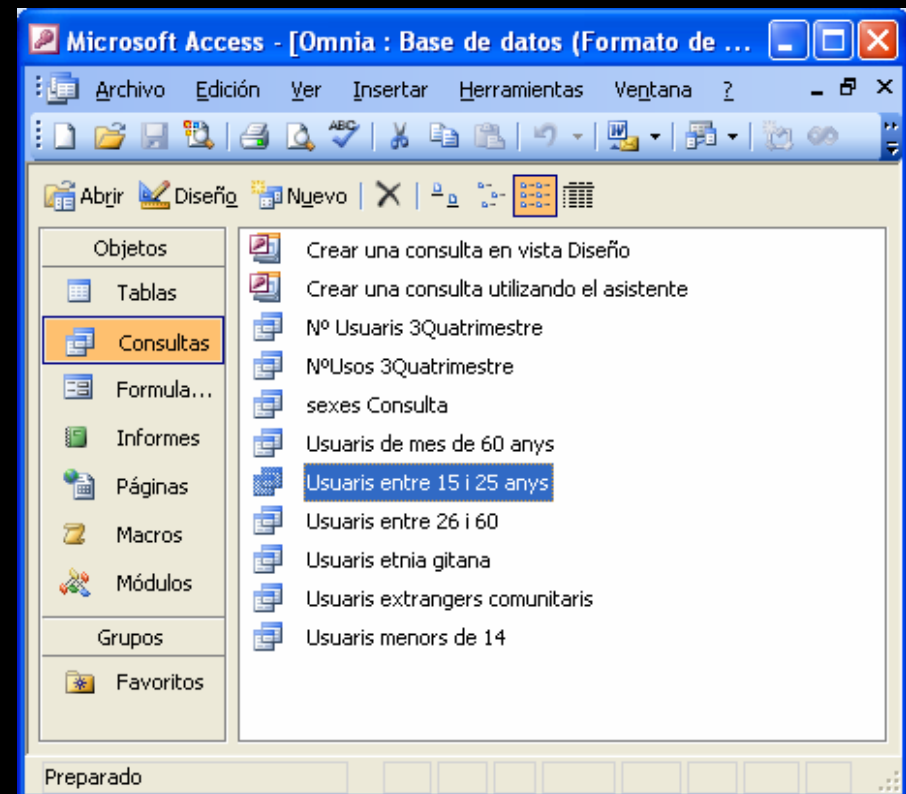 Microsoft Access - [Omnia : Base de datos (Formato de ...
Archivo Edición Ver Insertar Herramientas Ventana ?
Abrir Diseño Nuevo
Objetos
Tablas
Consultas
Formula...
Informes
Páginas
Macros
Módulos
Grupos
Favoritos
Crear una consulta en vista Diseño
Crear una consulta utilizando el asistente
Nº Usuaris 3Quatrimestre
NºUsos 3Quatrimestre
sexes Consulta
Usuaris de mes de 60 anys
Usuaris entre 15 i 25 anys
Usuaris entre 26 i 60
Usuaris etnia gitana
Usuaris extrangers comunitaris
Usuaris menors de 14
Preparado